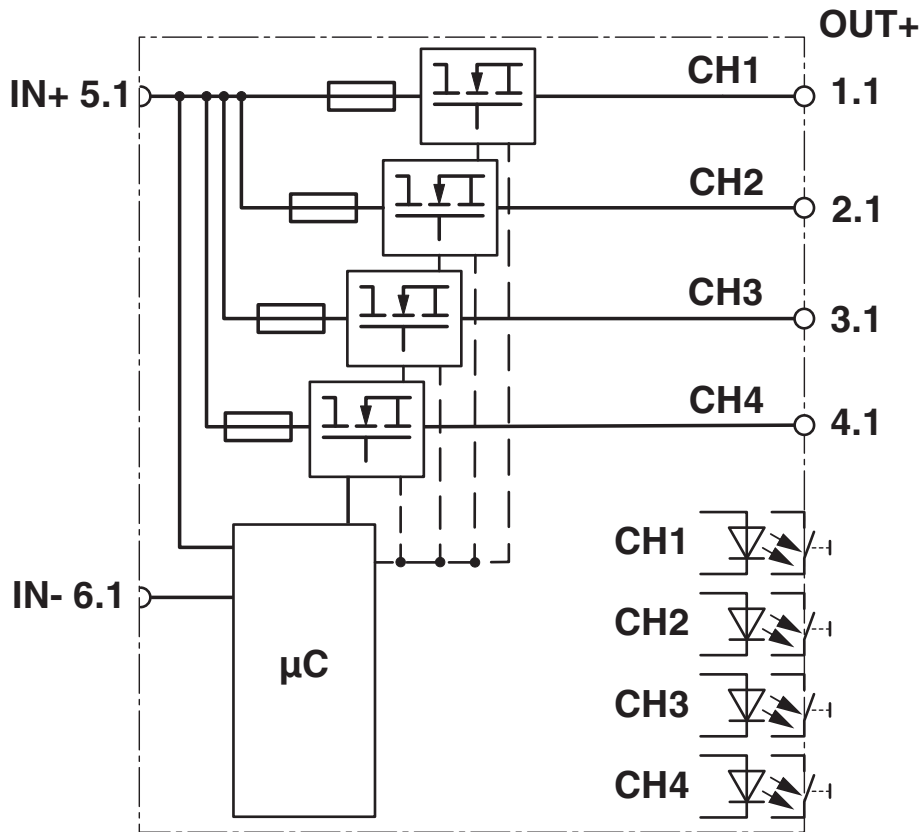 OUT+
IN+ 5.1
CH1
1.1
CH2
2.1
CH3
3.1
CH4
4.1
CH1
IN- 6.1
CH2
µC
CH3
CH4